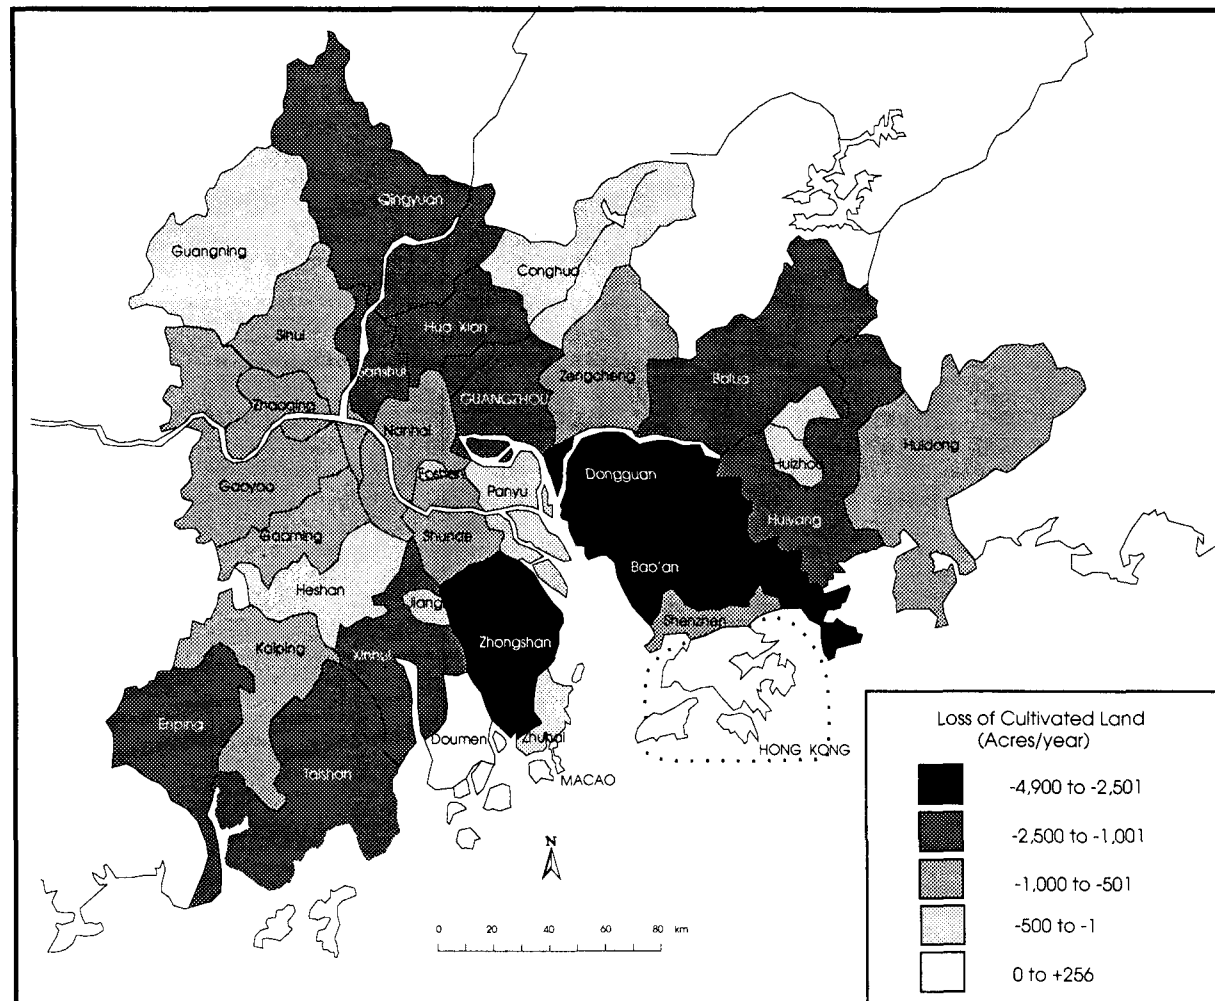 Qingyuan
Guangning
Conghua
Hua Xian
Sihui
Sanshui
Zengcheng
Boluo
Zhaoqing
GUANGZHOU
Nanhai
Huidong
Huizhou
Foshan
Dongguan
Gaoyao
Panyu
Huiyang
Gaoming
Shunde
Bao'an
Heshan
Jiang
Shenzhen
Zhongshan
Kaiping
Xinhui
Enping
Doumen
Zhuhai
HONG KONG
Taishan
MACAO
N
0 20 40 60 80 km
Loss of Cultivated Land
(Acres/year)
-4,900 to -2,501
-2,500 to -1,001
-1,000 to -501
-500 to -1
0 to +256